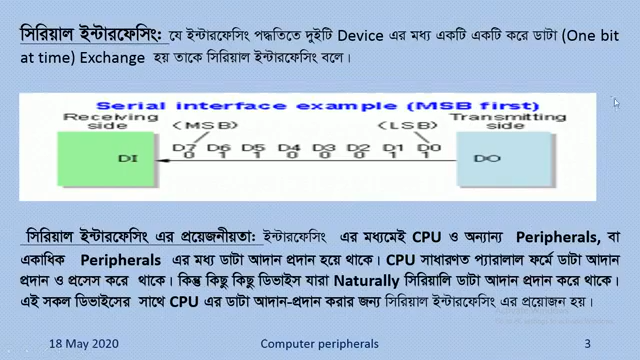 সিরিয়াল ইন্টারফেসিং: যে ইন্টারফেসিং পদ্ধতিতে দুইটি Device এর মধ্য একটি একটি করে ডাটা (One bit
at time) Exchange হয় তাকে সিরিয়াল ইন্টারফেসিং বলে।
Serial interface example (MSB first)
Receiving side
Transmitting side
(MSB) (LSB)
D7 D6 D5 D4 D3 D2 D1 D0
0 1 1 0 0 0 1 1
DI DO
সিরিয়াল ইন্টারফেসিং এর প্রয়েজনীয়তা: ইন্টারফেসিং এর মধ্যমেই CPU ও অন্যান্য Peripherals, বা
একাধিক Peripherals এর মধ্য ডাটা আদান প্রদান হয়ে থাকে। CPU সাধারণত প্যারালাল ফর্মে ডাটা আদান
প্রদান ও প্রসেস করে থাকে। কিন্তু কিছু কিছু ডিভাইস যারা Naturally সিরিয়ালি ডাটা আদান প্রদান করে থাকে।
এই সকল ডিভাইসের সাথে CPU এর ডাটা আদান-প্রদান করার জন্য সিরিয়াল ইন্টারফেসিং এর প্রয়োজন হয়।
18 May 2020 Computer peripherals 3